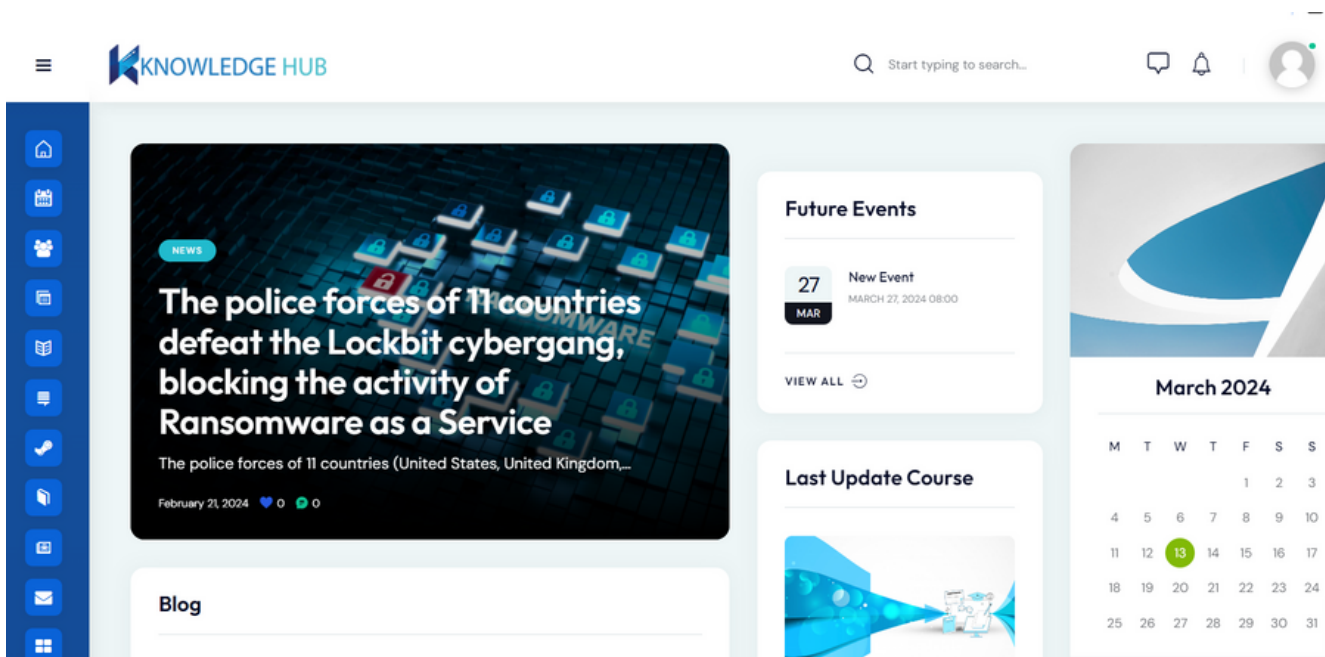 KNOWLEDGE HUB
Start typing to search...
NEWS
The police forces of 11 countries
defeat the Lockbit cybergang,
blocking the activity of
Ransomware as a Service
The police forces of 11 countries (United States, United Kingdom,...
February 21, 2024 0 0
RANSOMWARE
Blog
Future Events
27
MAR
New Event
MARCH 27, 2024 08:00
VIEW ALL
Last Update Course
March 2024
M T W T F S S
1 2 3
4 5 6 7 8 9 10
11 12 13 14 15 16 17
18 19 20 21 22 23 24
25 26 27 28 29 30 31